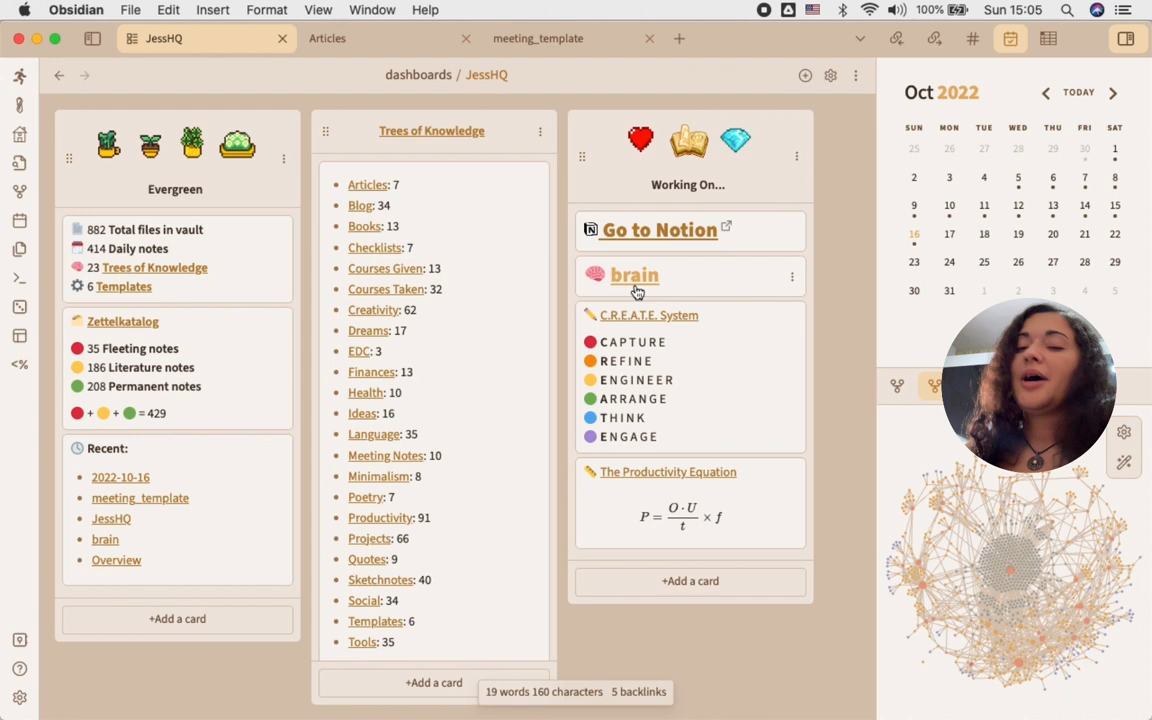 Obsidian File Edit Insert Format View Window Help 100% Sun 15:05
JessHQ Articles meeting_template
dashboards / JessHQ
Evergreen
882 Total files in vault
414 Daily notes
23 Trees of Knowledge
6 Templates
Zettelkatalog
35 Fleeting notes
186 Literature notes
208 Permanent notes
+ + = 429
Recent:
2022-10-16
meeting_template
JessHQ
brain
Overview
+Add a card
Trees of Knowledge
Articles: 7
Blog: 34
Books: 13
Checklists: 7
Courses Given: 13
Courses Taken: 32
Creativity: 62
Dreams: 17
EDC: 3
Finances: 13
Health: 10
Ideas: 16
Language: 35
Meeting Notes: 10
Minimalism: 8
Poetry: 7
Productivity: 91
Projects: 66
Quotes: 9
Sketchnotes: 40
Social: 34
Templates: 6
Tools: 35
+Add a card
Working On...
Go to Notion
brain
C.R.E.A.T.E. System
CAPTURE
REFINE
ENGINEER
ARRANGE
THINK
ENGAGE
The Productivity Equation
P = O · U / t × f
+Add a card
19 words 160 characters 5 backlinks
Oct 2022 TODAY
SUN MON TUE WED THU FRI SAT
25 26 27 28 29 30 1
2 3 4 5 6 7 8
9 10 11 12 13 14 15
16 17 18 19 20 21 22
23 24 25 26 27 28 29
30 31 1 2 3 4 5